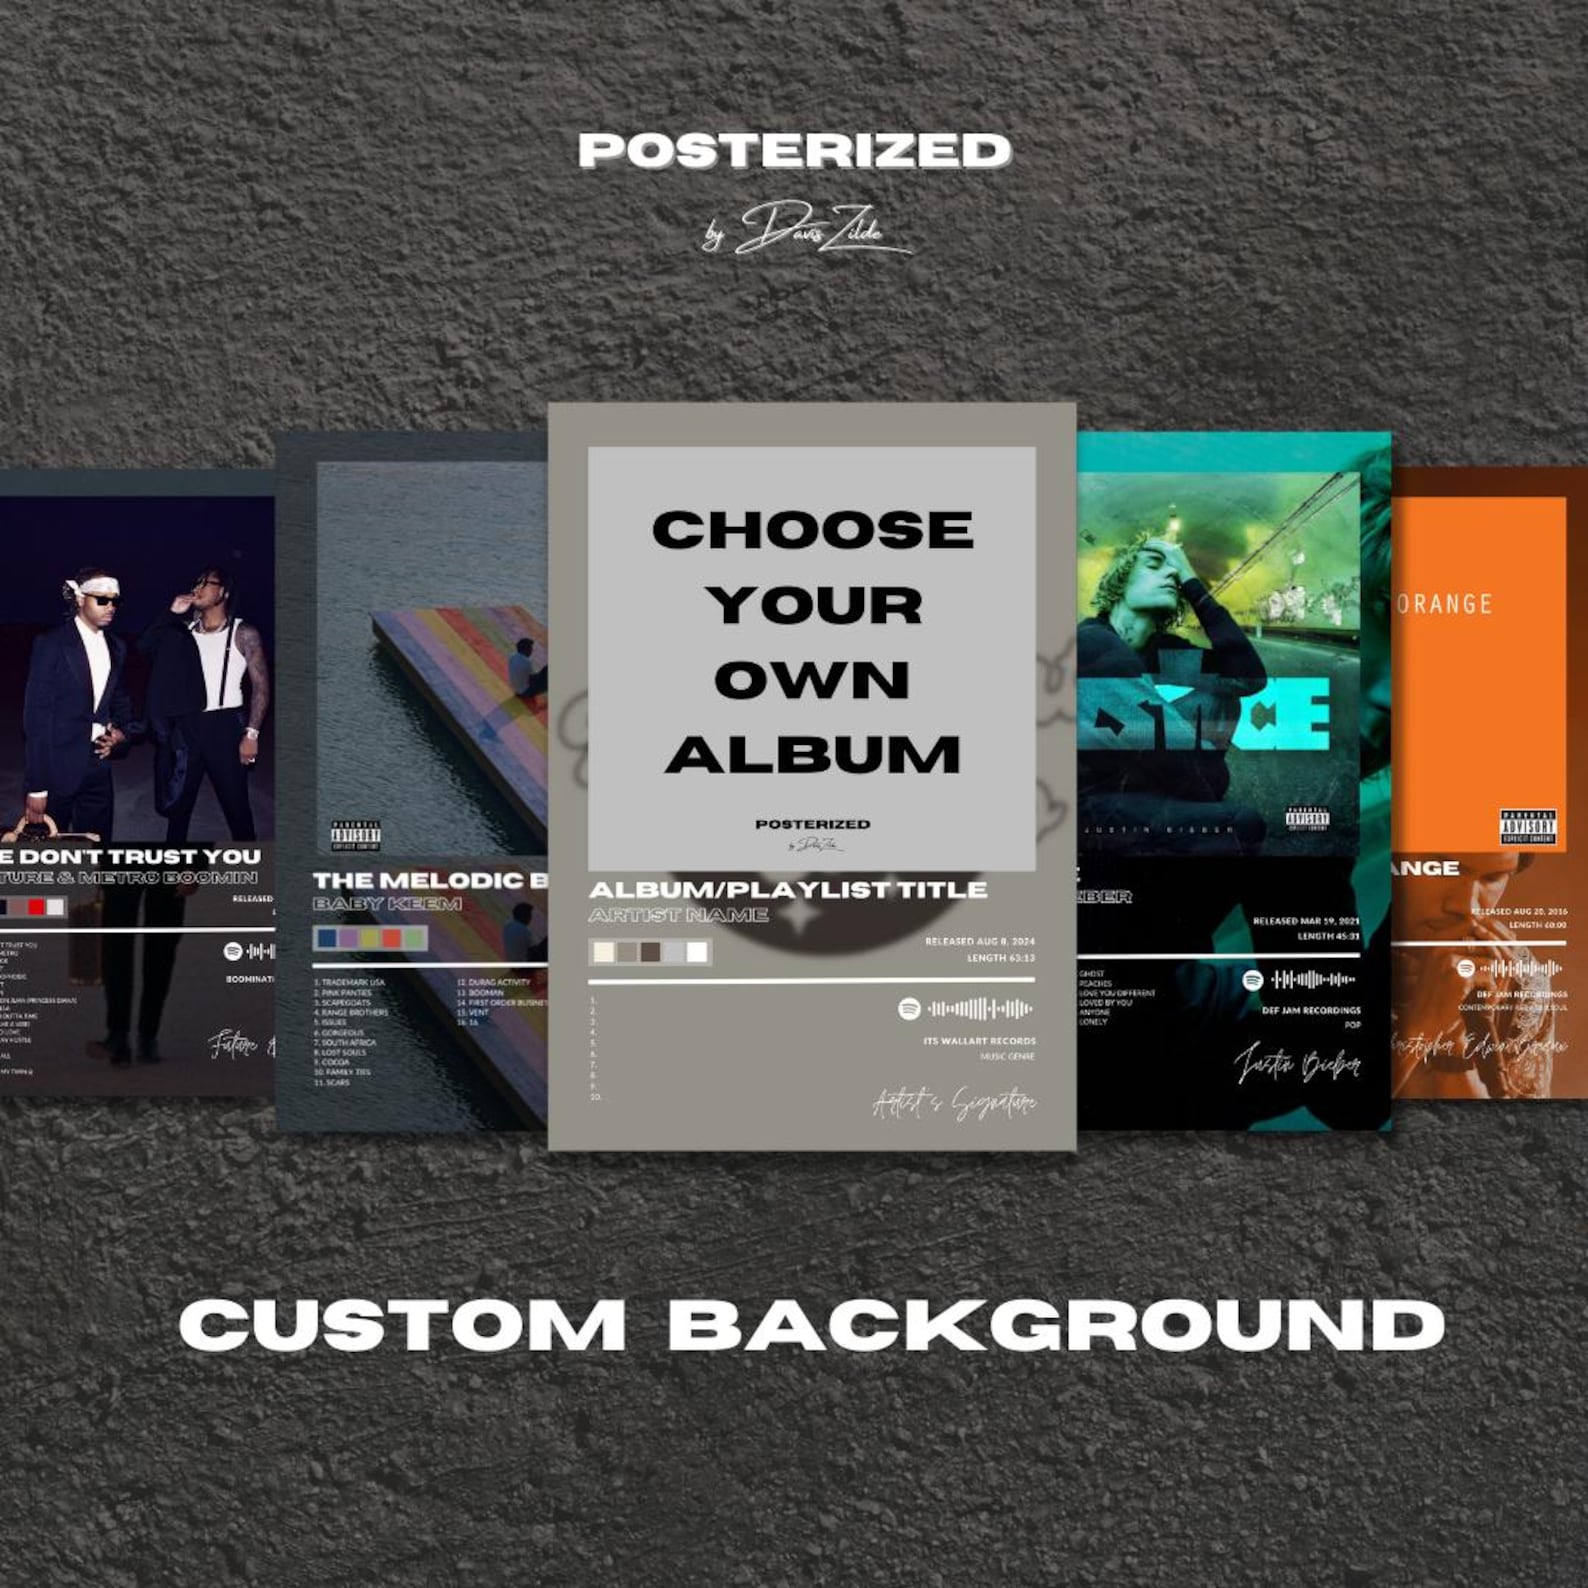 POSTERIZED
by Davis Zilde
E DON'T TRUST YOU
TURE & METRO BOOMIN
RELEASED
BOOMINATI
Future
PARENTAL
ADVISORY
EXPLICIT CONTENT
THE MELODIC B
BABY KEEM
1. TRADEMARK USA
2. PINK PANTIES
3. SCAPEGOATS
4. RANGE BROTHERS
5. ISSUES
6. GORGEOUS
7. SOUTH AFRICA
8. LOST SOULS
9. COCOA
10. FAMILY TIES
11. SCARS
12. DURAG ACTIVITY
13. BOOMAN
14. FIRST ORDER BUSINES
15. VENT
16. 16
CHOOSE
YOUR
OWN
ALBUM
POSTERIZED
by Davis Zilde
ALBUM/PLAYLIST TITLE
ARTIST NAME
RELEASED AUG 8, 2024
LENGTH 63:13
1.
2.
3.
4.
5.
6.
7.
8.
9.
10.
ITS WALLART RECORDS
MUSIC GENRE
Artist's Signature
JUSTIN BIEBER
PARENTAL
ADVISORY
EXPLICIT CONTENT
EBER
RELEASED MAR 19, 2021
LENGTH 45:31
GHOST
PEACHES
LOVE YOU DIFFERENT
LOVED BY YOU
ANYONE
LONELY
DEF JAM RECORDINGS
POP
Justin Bieber
ORANGE
PARENTAL
ADVISORY
EXPLICIT CONTENT
ANGE
RELEASED AUG 20, 2016
LENGTH 60:00
DEF JAM RECORDINGS
CUSTOM BACKGROUND